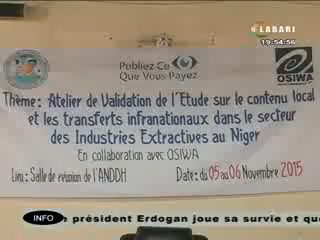 LABARI
19:54:56
Publiez Ce
Que Vous Payez
OSIWA
Thème: Atelier de Validation de l'Etude sur le contenu local
et les transferts infranationaux dans le secteur
des Industries Extractives au Niger
En collaboration avec OSIWA
Lieu: Salle de reunion de l'ANDDH
Date: du 05 au 06 Novembre 2015
INFO
e président Erdogan joue sa survie et que